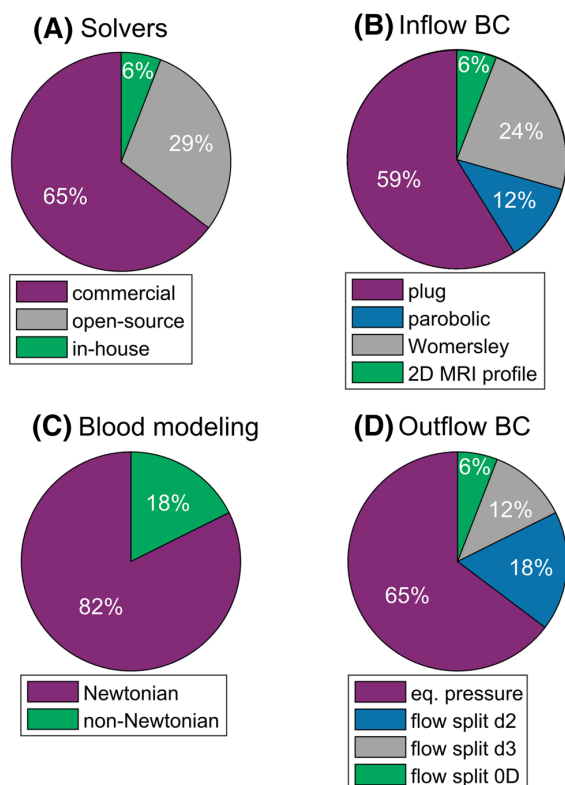 (A) Solvers
6%
29%
65%
commercial
open-source
in-house
(B) Inflow BC
6%
24%
59%
12%
plug
parobolic
Womersley
2D MRI profile
(C) Blood modeling
18%
82%
Newtonian
non-Newtonian
(D) Outflow BC
6%
12%
18%
65%
eq. pressure
flow split d2
flow split d3
flow split 0D